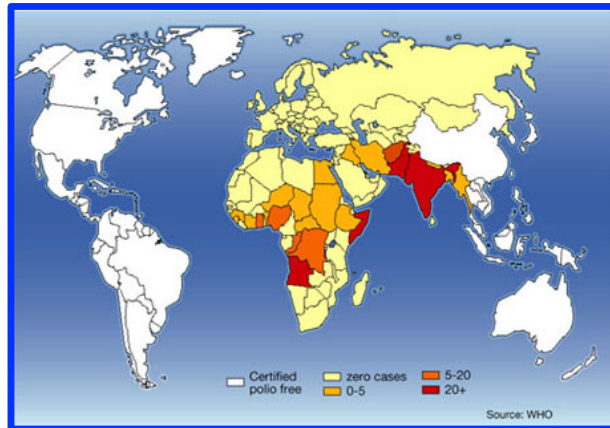 Certified
polio free
zero cases
0-5
5-20
20+
Source: WHO